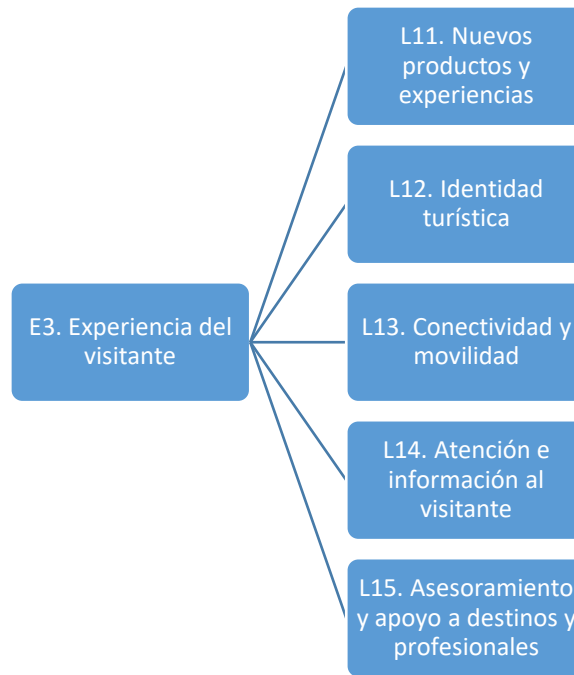 L11. Nuevos
productos y
experiencias
L12. Identidad
turística
E3. Experiencia del
visitante
L13. Conectividad y
movilidad
L14. Atención e
información al
visitante
L15. Asesoramiento
y apoyo a destinos y
profesionales